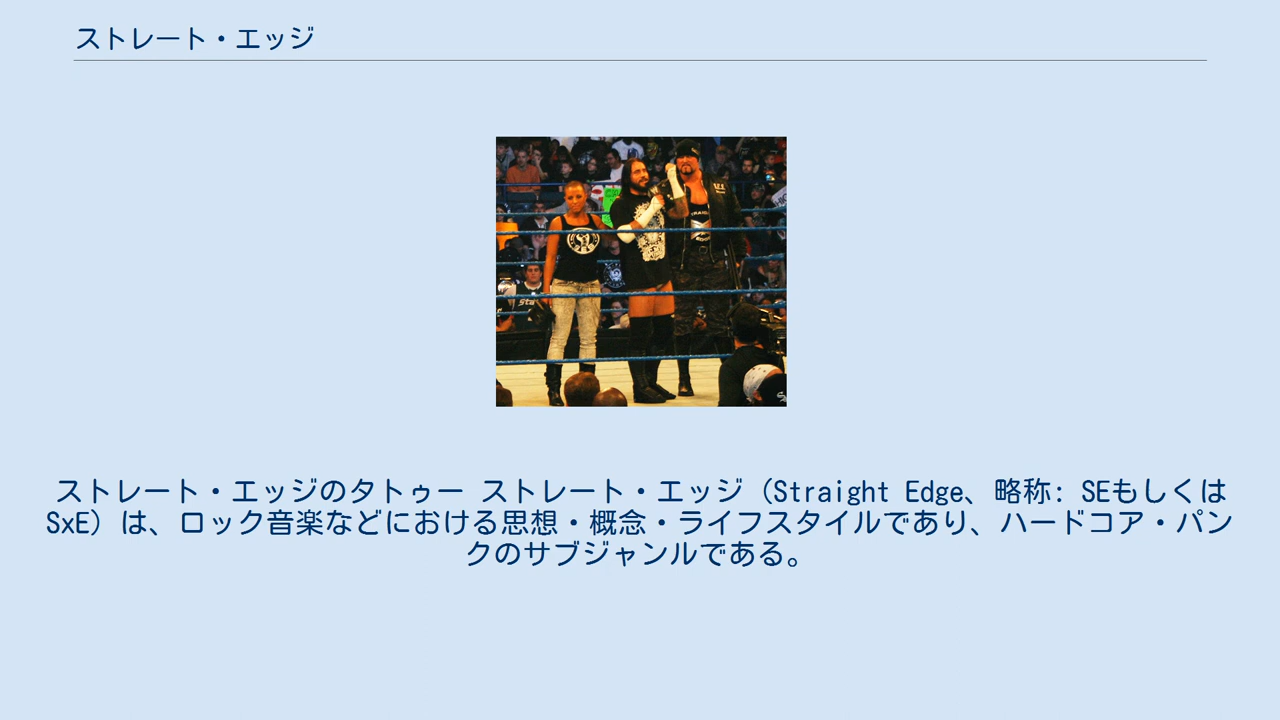 ストレート・エッジ
ストレート・エッジのタトゥー ストレート・エッジ（Straight Edge、略称: SEもしくは
SxE）は、ロック音楽などにおける思想・概念・ライフスタイルであり、ハードコア・パン
クのサブジャンルである。